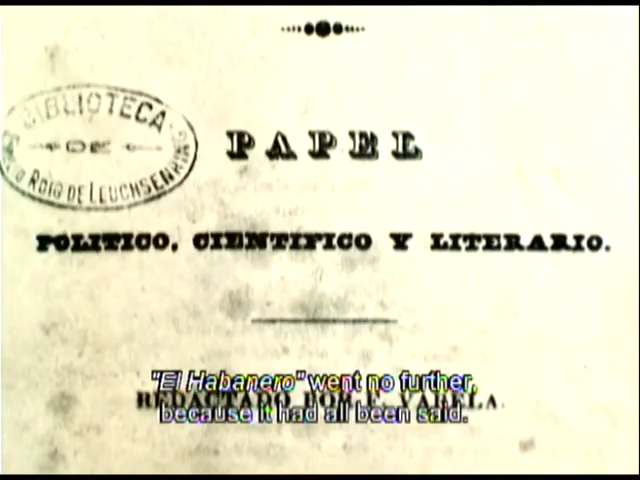 BIBLIOTECA
DE
ROIG DE LEUCHSENRING
PAPEL
POLITICO, CIENTIFICO Y LITERARIO.
"El Habanero" went no further,
REDACTADO POR F. VARELA.
because it had all been said.